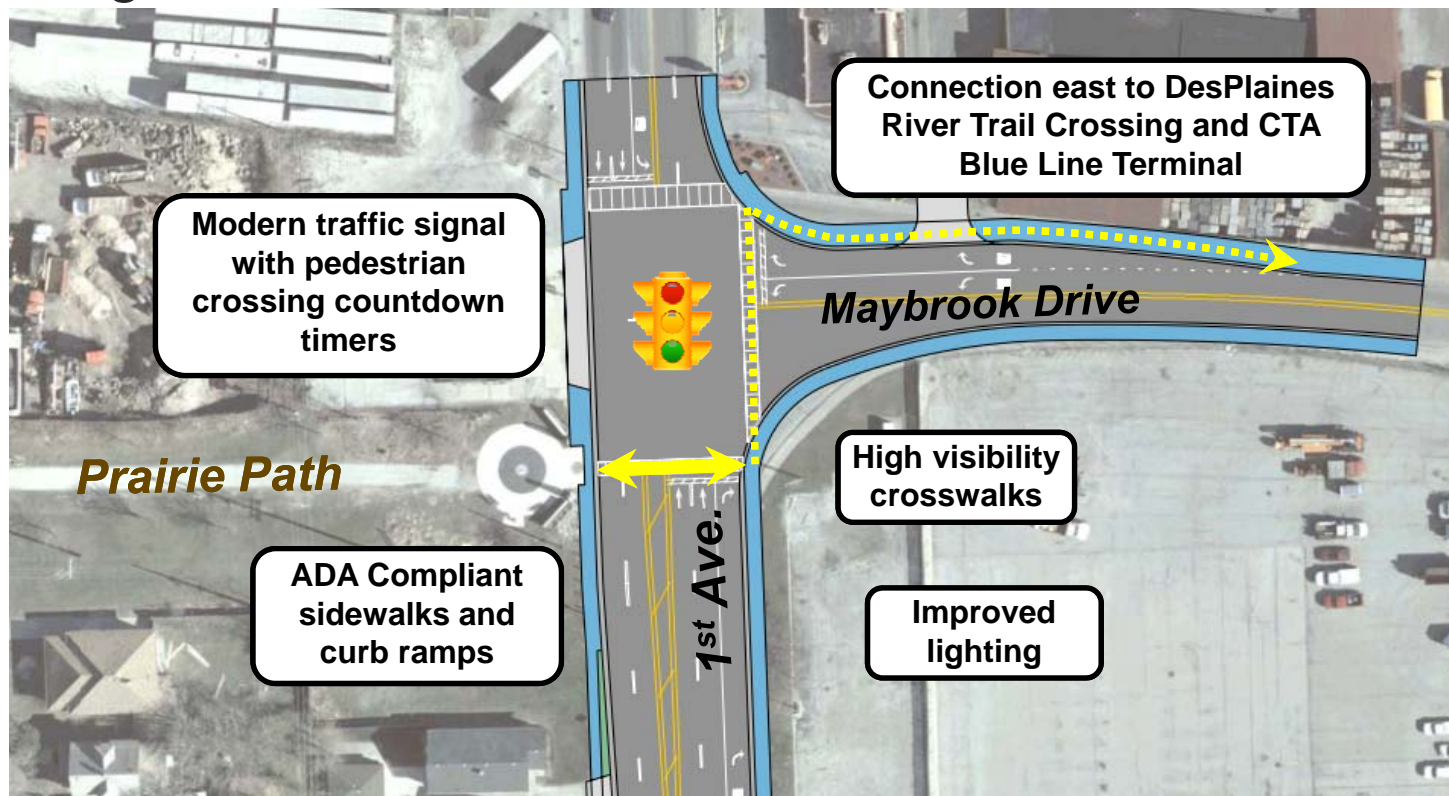 Connection east to DesPlaines
River Trail Crossing and CTA
Blue Line Terminal
Modern traffic signal
with pedestrian
crossing countdown
timers
Maybrook Drive
Prairie Path
High visibility
crosswalks
1st Ave.
ADA Compliant
sidewalks and
curb ramps
Improved
lighting